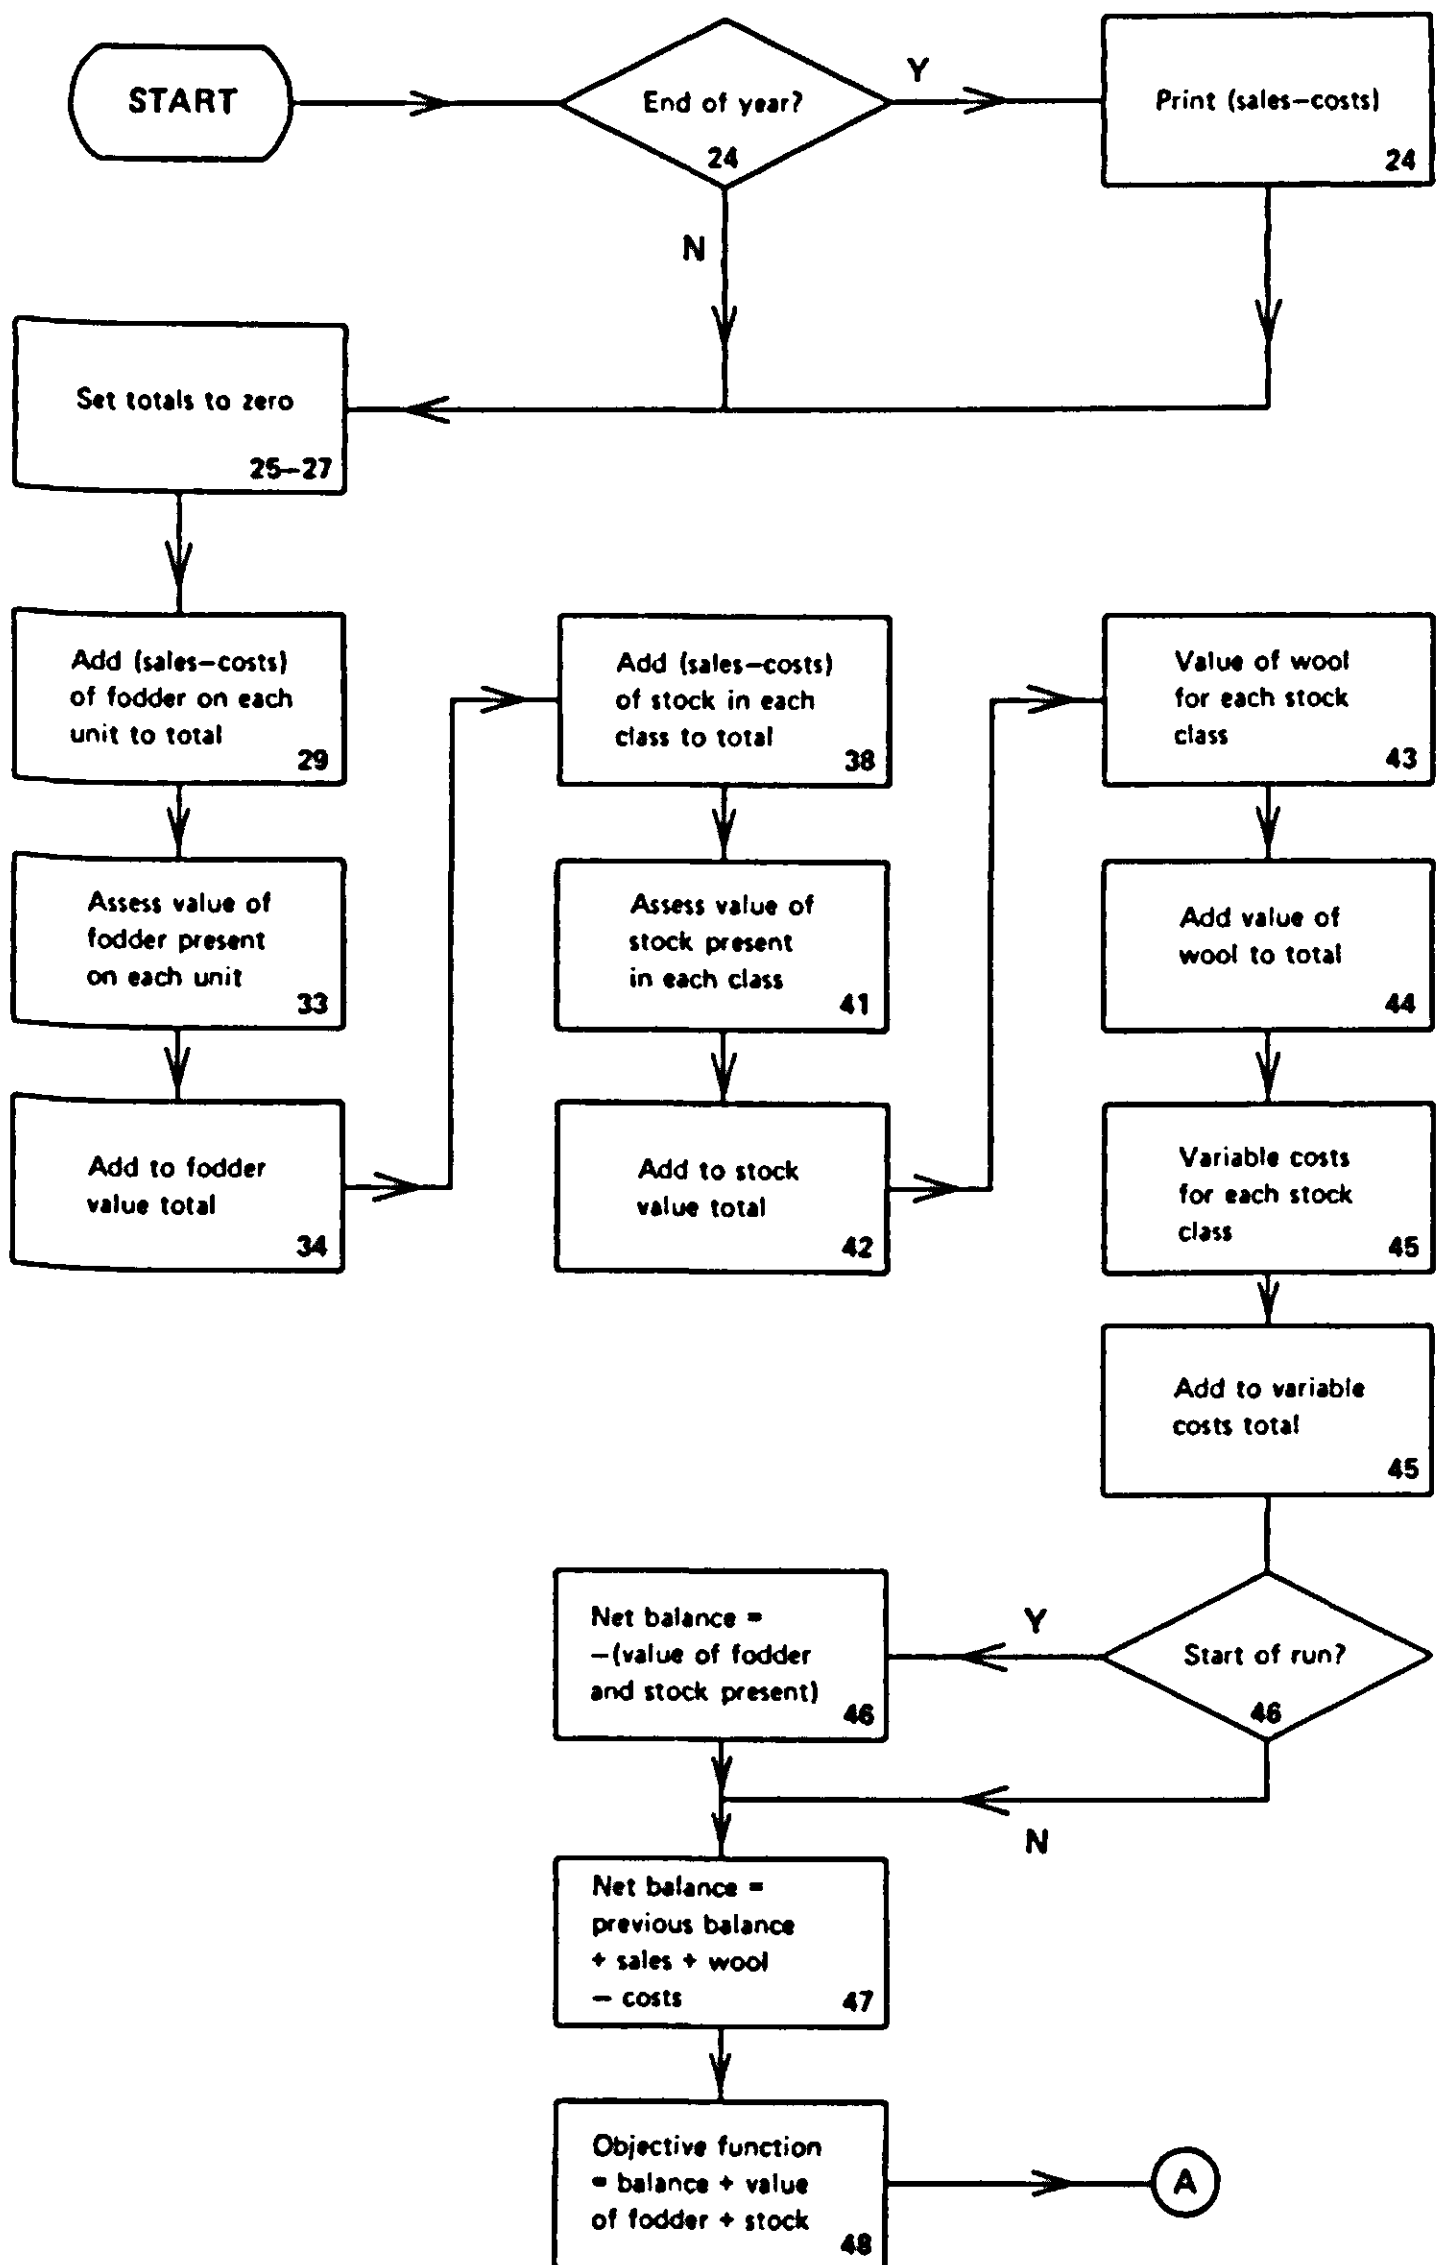 START
End of year?
24
Y
Print (sales—costs)
24
N
Set totals to zero
25—27
Add (sales—costs)
of fodder on each
unit to total
29
Assess value of
fodder present
on each unit
33
Add to fodder
value total
34
Add (sales—costs)
of stock in each
class to total
38
Assess value of
stock present
in each class
41
Add to stock
value total
42
Value of wool
for each stock
class
43
Add value of
wool to total
44
Variable costs
for each stock
class
45
Add to variable
costs total
45
Start of run?
46
Y
Net balance =
—(value of fodder
and stock present)
46
N
Net balance =
previous balance
+ sales + wool
— costs
47
Objective function
= balance + value
of fodder + stock
48
A